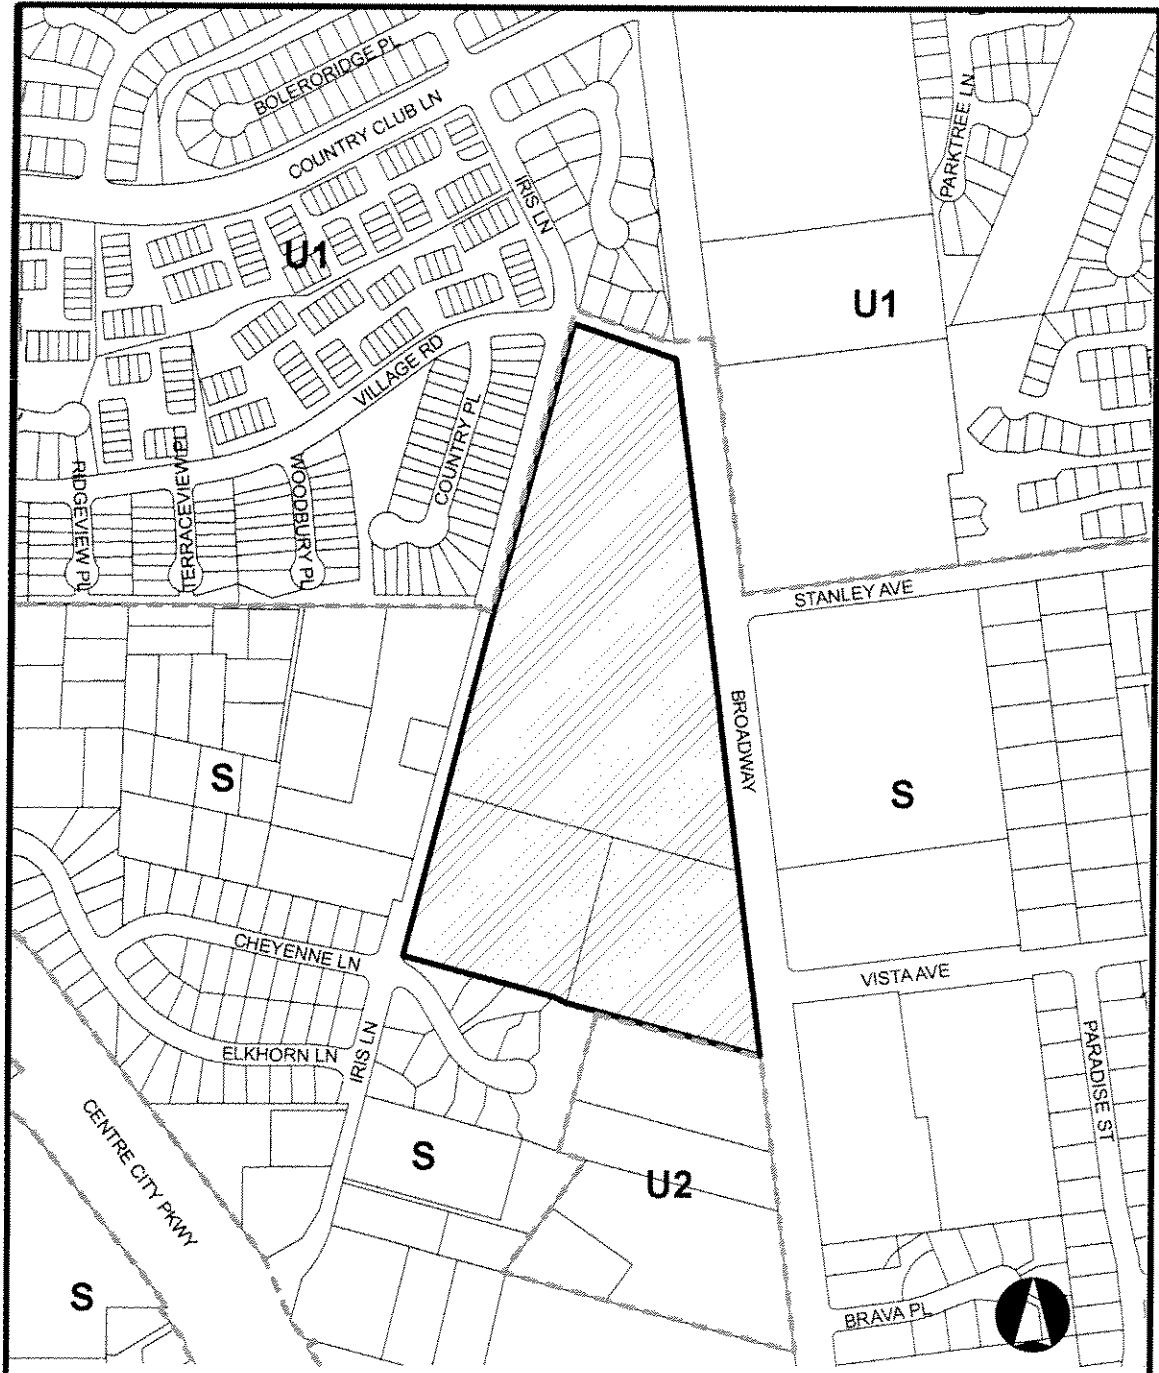 BOLERORIDGE PL
COUNTRY CLUB LN
PARKTREE LN
IRIS LN
U1
U1
VILLAGE RD
COUNTRY PL
RIDGEVIEW PL
TERRACEVIEW PL
WOODBURY PL
STANLEY AVE
BROADWAY
S
S
CHEYENNE LN
VISTA AVE
IRIS LN
ELKHORN LN
PARADISE ST
CENTRE CITY PKWY
S
U2
S
BRAVA PL